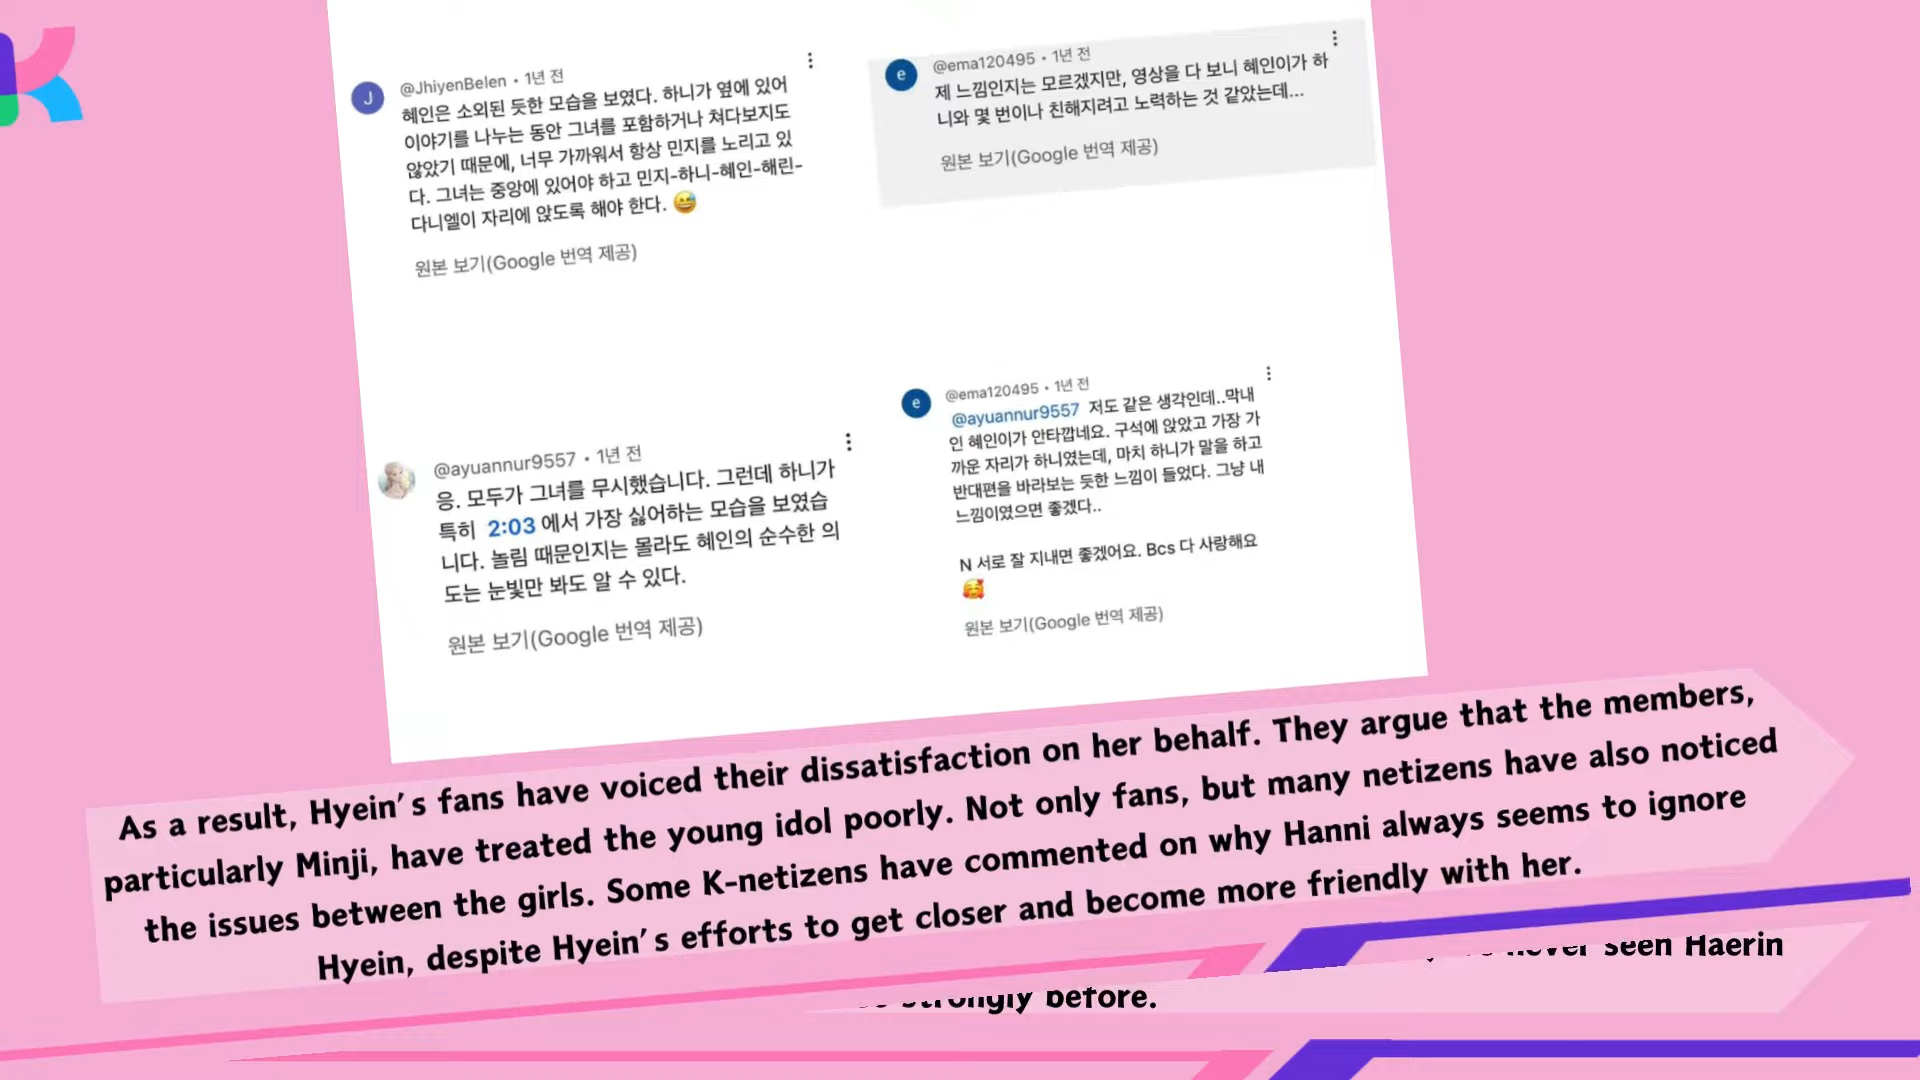 @JhiyenBelen • 1년 전
혜인은 소외된 듯한 모습을 보였다. 하니가 옆에 있어
이야기를 나누는 동안 그녀를 포함하거나 쳐다보지도
않았기 때문에, 너무 가까워서 항상 민지를 노리고 있
다. 그녀는 중앙에 있어야 하고 민지-하니-혜인-해린-
다니엘이 자리에 앉도록 해야 한다. 😅
원본 보기(Google 번역 제공)
@ema120495 • 1년 전
제 느낌인지는 모르겠지만, 영상을 다 보니 혜인이가 하
니와 몇 번이나 친해지려고 노력하는 것 같았는데...
원본 보기(Google 번역 제공)
@ayuannur9557 • 1년 전
응. 모두가 그녀를 무시했습니다. 그런데 하니가
특히 2:03 에서 가장 싫어하는 모습을 보였습
니다. 놀림 때문인지는 몰라도 혜인의 순수한 의
도는 눈빛만 봐도 알 수 있다.
원본 보기(Google 번역 제공)
@ema120495 • 1년 전
@ayuannur9557 저도 같은 생각인데..막내
인 혜인이가 안타깝네요. 구석에 앉았고 가장 가
까운 자리가 하니였는데, 마치 하니가 말을 하고
반대편을 바라보는 듯한 느낌이 들었다. 그냥 내
느낌이였으면 좋겠다..
N 서로 잘 지내면 좋겠어요. Bcs 다 사랑해요
🥰
원본 보기(Google 번역 제공)
As a result, Hyein's fans have voiced their dissatisfaction on her behalf. They argue that the members,
particularly Minji, have treated the young idol poorly. Not only fans, but many netizens have also noticed
the issues between the girls. Some K-netizens have commented on why Hanni always seems to ignore
Hyein, despite Hyein's efforts to get closer and become more friendly with her.
never seen Haerin
strongly before.